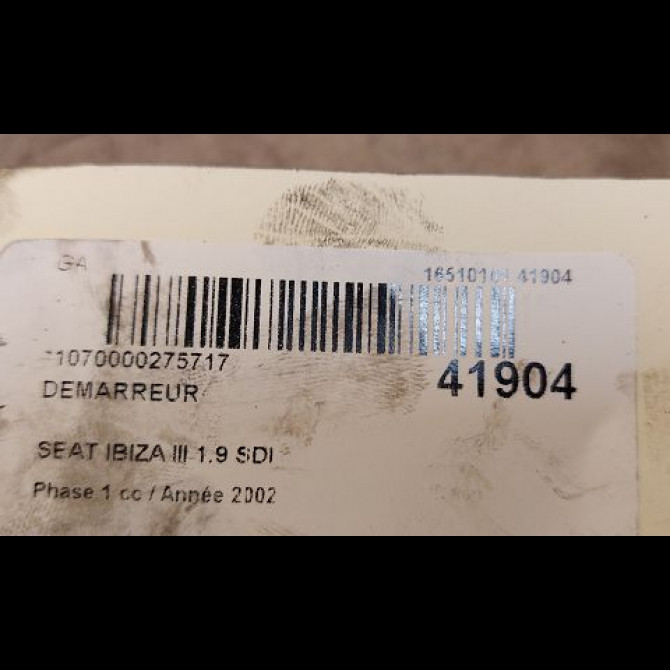 GA 16510101 41904
1070000275717
41904
DEMARREUR
SEAT IBIZA III 1.9 SDI
Phase 1 cc / Année 2002